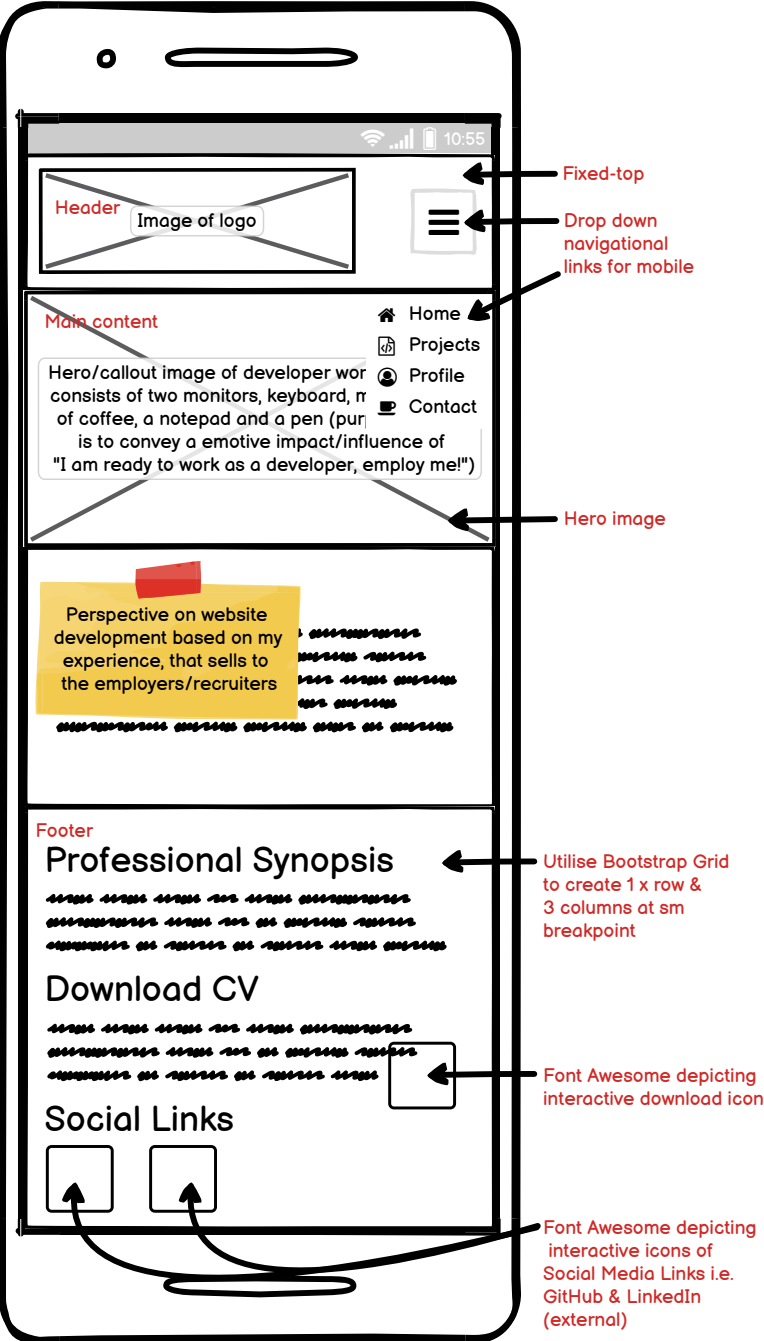 10:55
Fixed-top
Header
Image of logo
Drop down
navigational
links for mobile
Home
Projects
Profile
Contact
Main content
Hero/callout image of developer wor
consists of two monitors, keyboard, m
of coffee, a notepad and a pen (pur
is to convey a emotive impact/influence of
"I am ready to work as a developer, employ me!")
Hero image
Perspective on website
development based on my
experience, that sells to
the employers/recruiters
Footer
Professional Synopsis
Utilise Bootstrap Grid
to create 1 x row &
3 columns at sm
breakpoint
Download CV
Font Awesome depicting
interactive download icon
Social Links
Font Awesome depicting
interactive icons of
Social Media Links i.e.
GitHub & LinkedIn
(external)